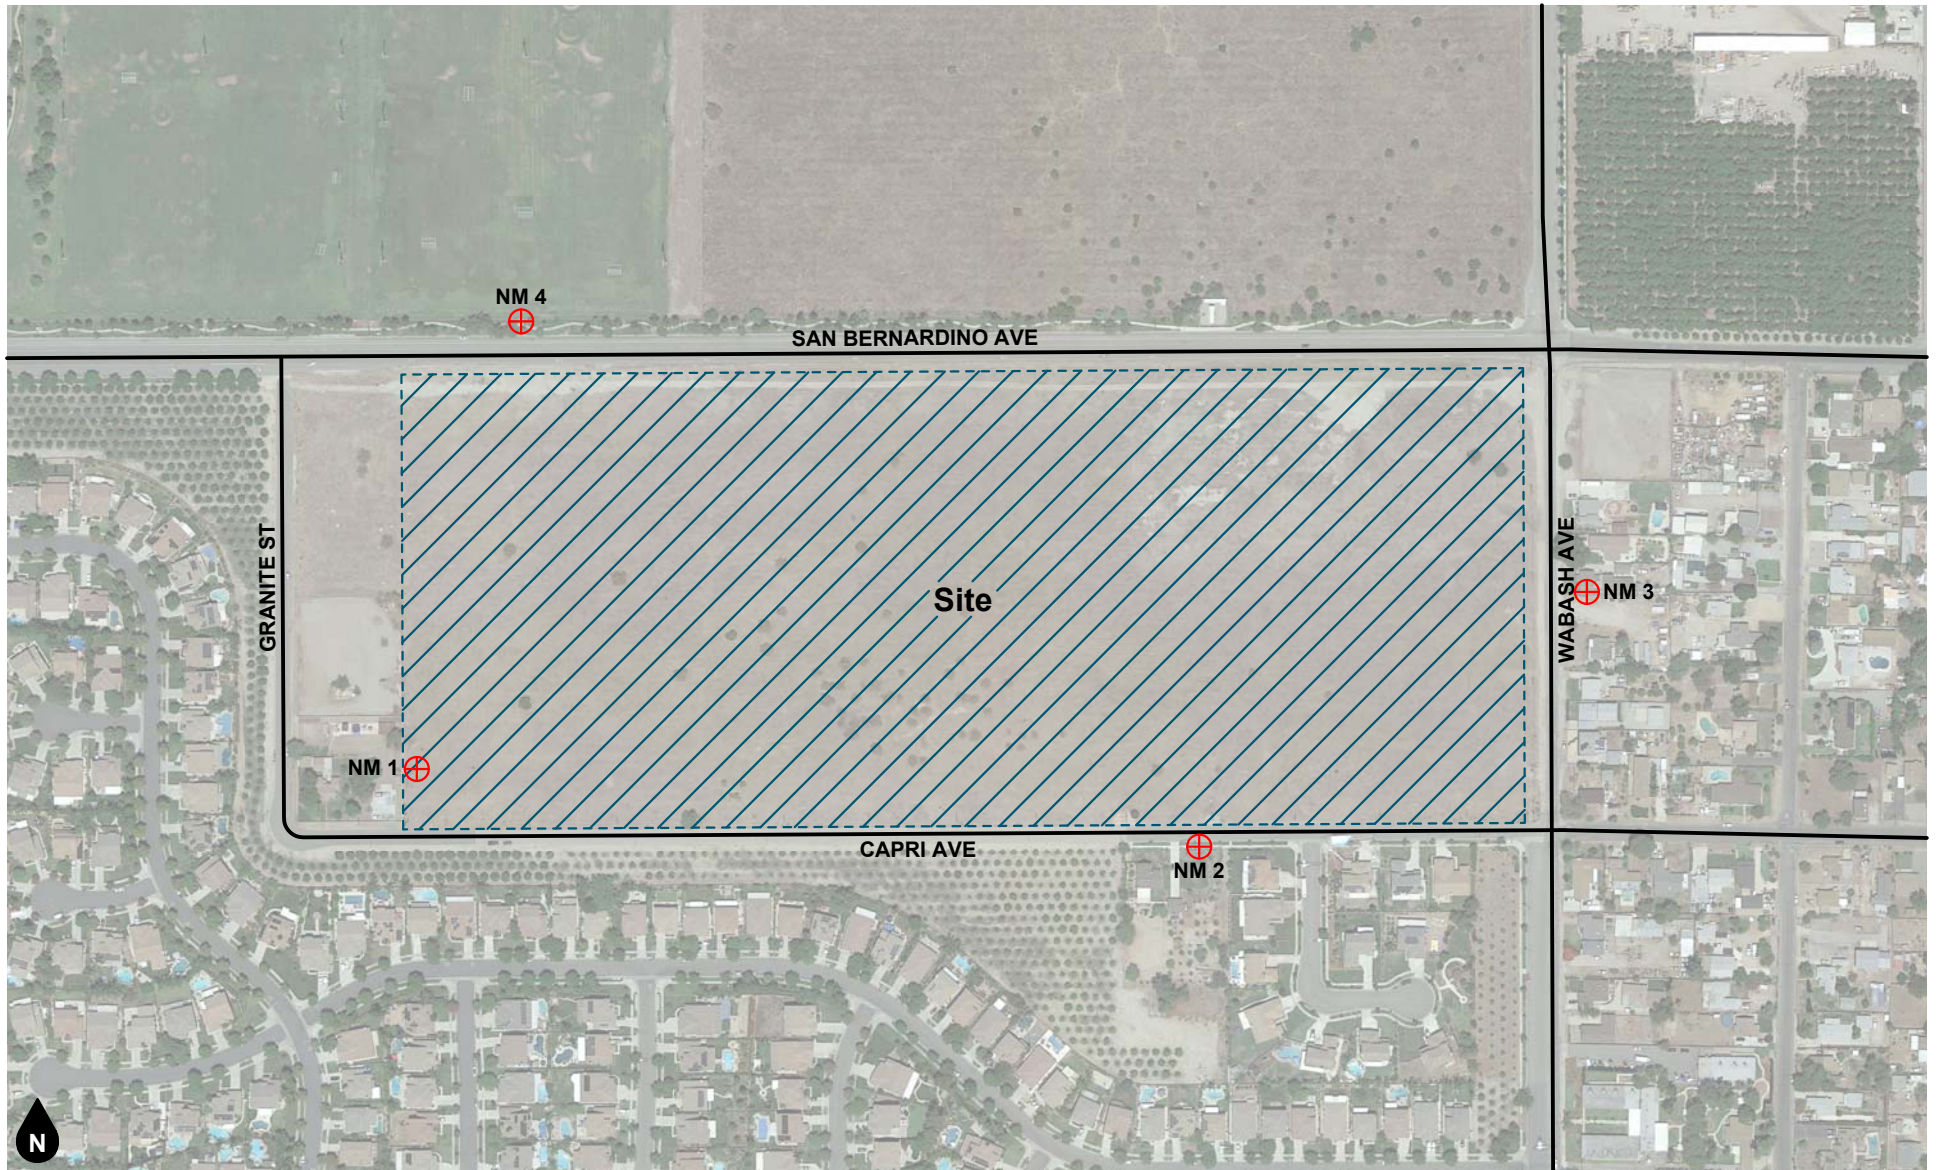 NM 4
SAN BERNARDINO AVE
GRANITE ST
WABASH AVE
NM 3
Site
NM 1
CAPRI AVE
NM 2
N